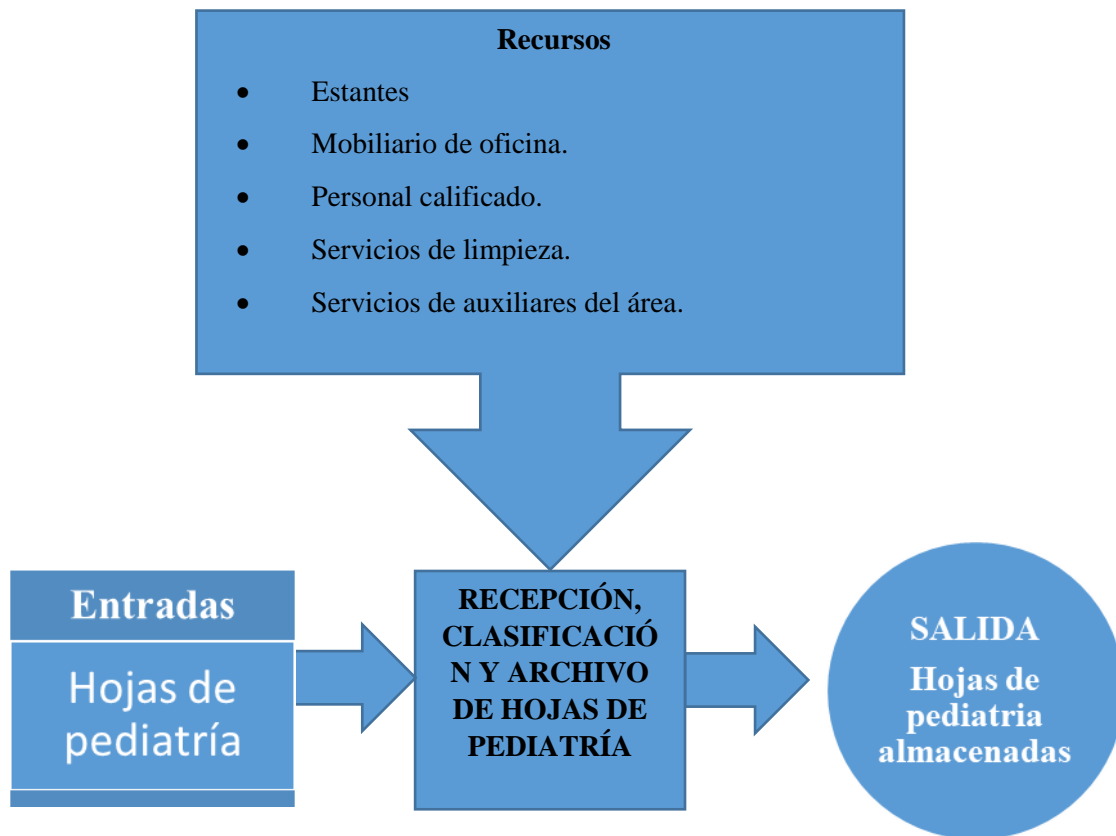 Recursos
• Estantes
• Mobiliario de oficina.
• Personal calificado.
• Servicios de limpieza.
• Servicios de auxiliares del área.
Entradas
Hojas de
pediatría
RECEPCIÓN,
CLASIFICACIÓ
N Y ARCHIVO
DE HOJAS DE
PEDIATRÍA
SALIDA
Hojas de
pediatria
almacenadas